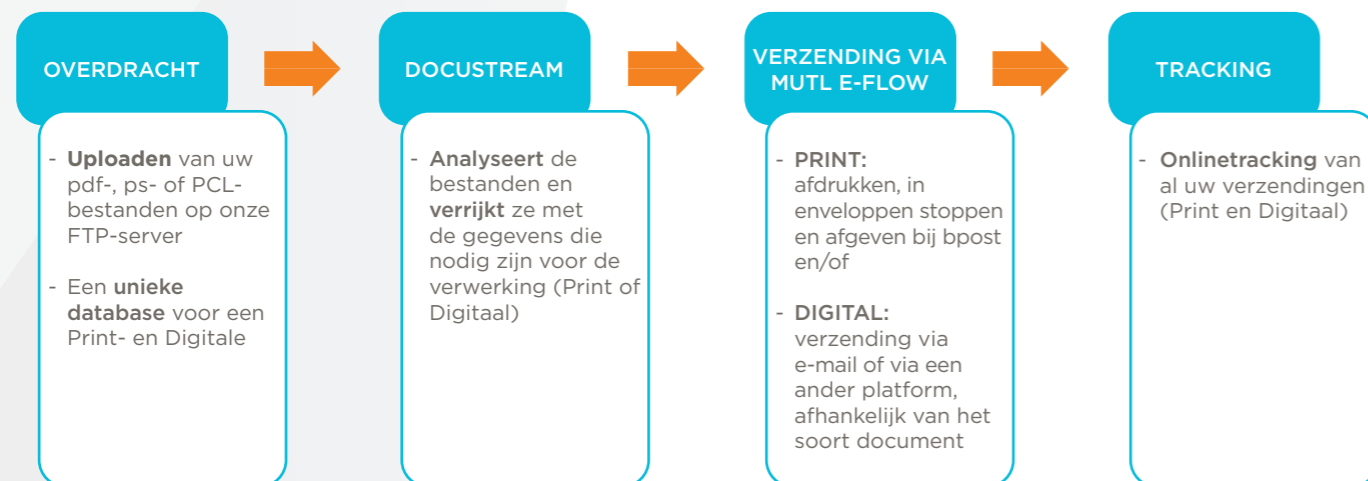 OVERDRACHT
- Uploaden van uw
pdf-, ps- of PCL-
bestanden op onze
FTP-server
- Een unieke
database voor een
Print- en Digitale
DOCUSTREAM
- Analyseert de
bestanden en
verrijkt ze met
de gegevens die
nodig zijn voor de
verwerking (Print of
Digitaal)
VERZENDING VIA
MUTL E-FLOW
- PRINT:
afdrukken, in
enveloppen stoppen
en afgeven bij bpost
en/of
- DIGITAL:
verzending via
e-mail of via een
ander platform,
afhankelijk van het
soort document
TRACKING
- Onlinetracking van
al uw verzendingen
(Print en Digitaal)